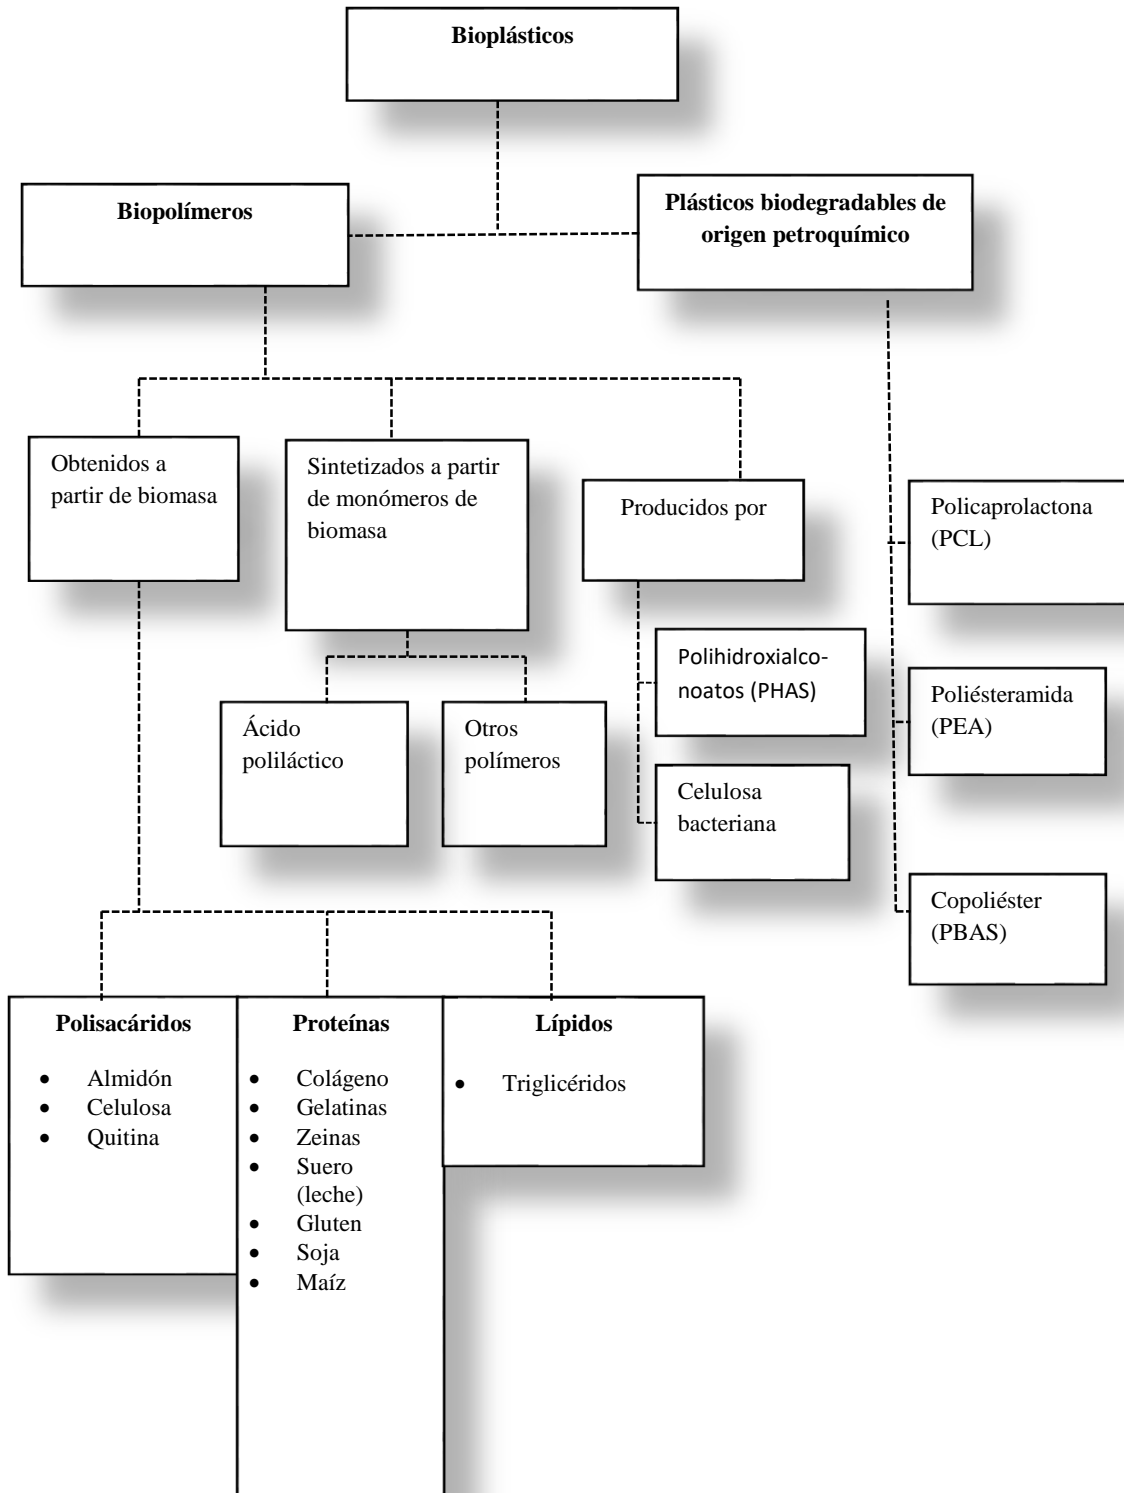 Bioplásticos
Biopolímeros
Plásticos biodegradables de
origen petroquímico
Obtenidos a
partir de biomasa
Sintetizados a partir
de monómeros de
biomasa
Producidos por
Policaprolactona
(PCL)
Polihidroxialco-
noatos (PHAS)
Poliésteramida
(PEA)
Ácido
poliláctico
Otros
polímeros
Celulosa
bacteriana
Copoliéster
(PBAS)
Polisacáridos
• Almidón
• Celulosa
• Quitina
Proteínas
• Colágeno
• Gelatinas
• Zeinas
• Suero
(leche)
• Gluten
• Soja
• Maíz
Lípidos
• Triglicéridos